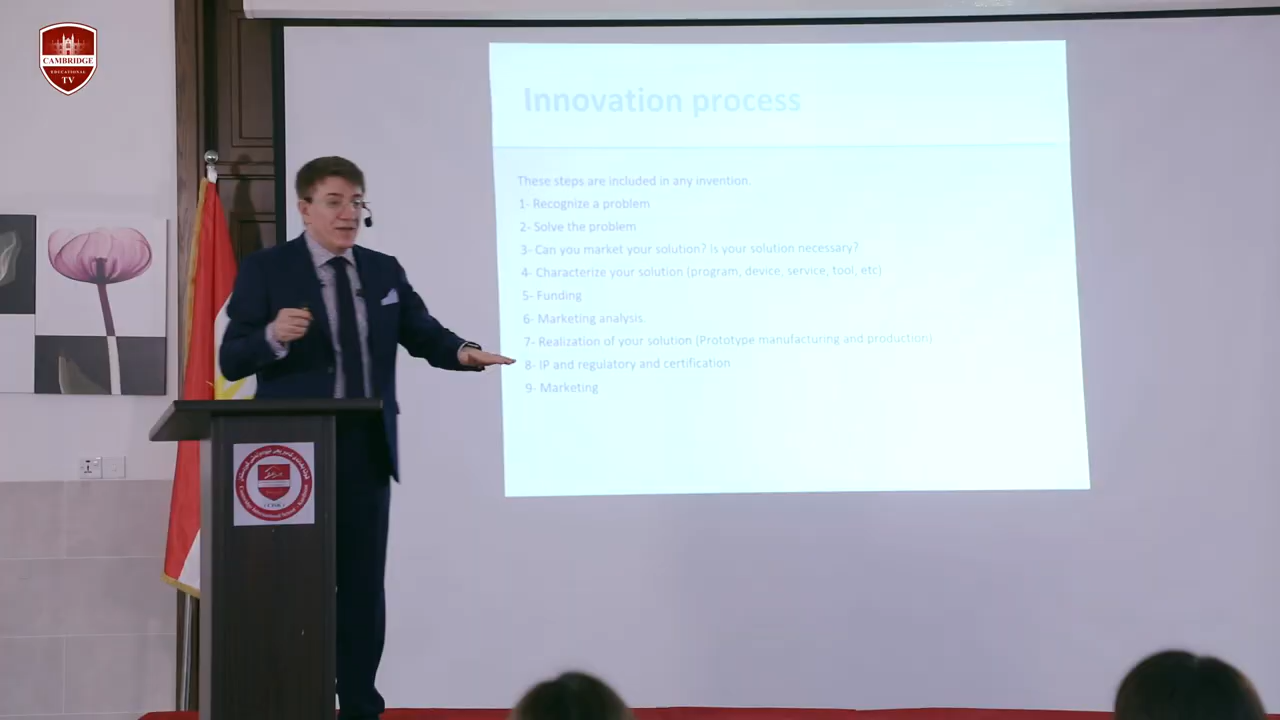 CAMBRIDGE
EDUCATIONAL
TV
Innovation process
These steps are included in any invention.
1- Recognize a problem
2- Solve the problem
3- Can you market your solution? Is your solution necessary?
4- Characterize your solution (program, device, service, tool, etc)
5- Funding
6- Marketing analysis.
7- Realization of your solution (Prototype manufacturing and production)
8- IP and regulatory and certification
9- Marketing